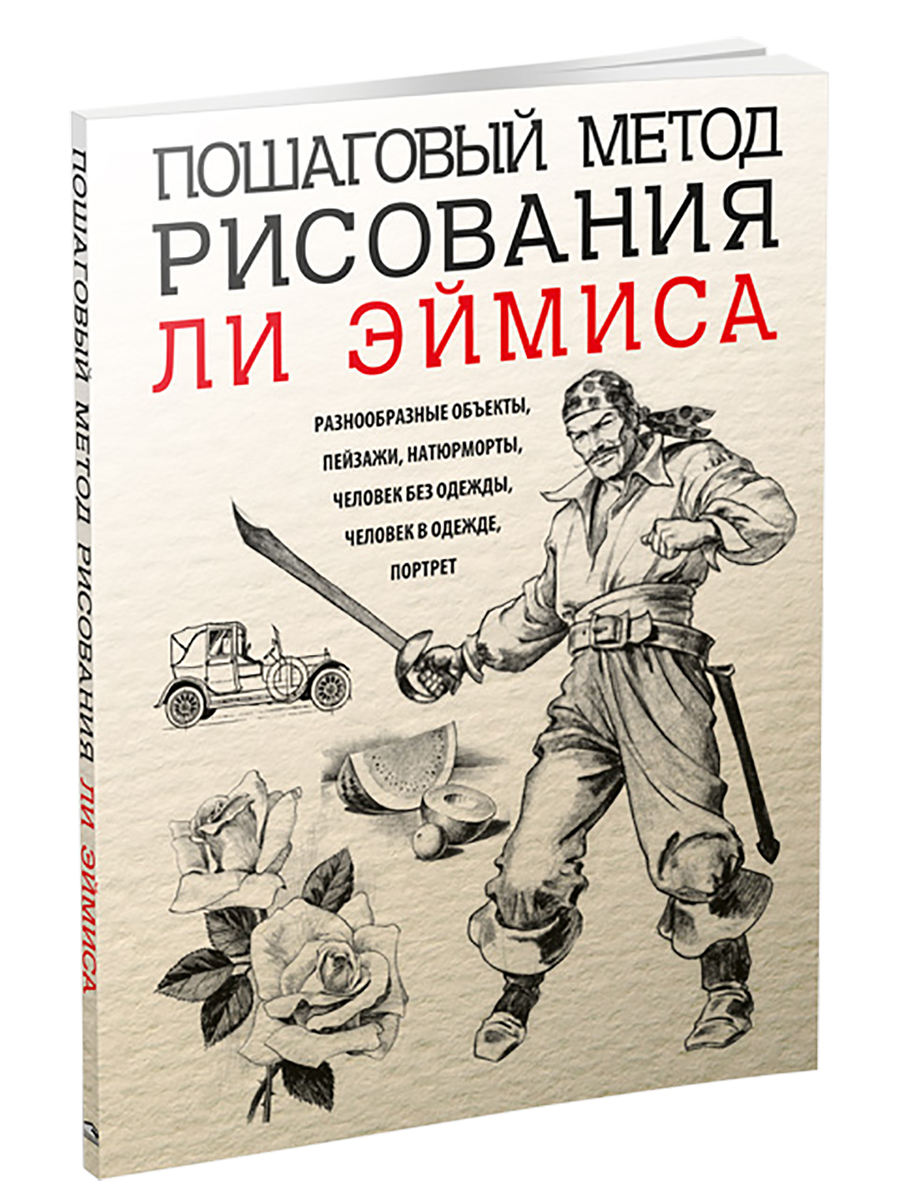 ПОШАГОВЫЙ МЕТОД
РИСОВАНИЯ
ЛИ ЭЙМИСА
РАЗНООБРАЗНЫЕ ОБЪЕКТЫ,
ПЕЙЗАЖИ, НАТЮРМОРТЫ,
ЧЕЛОВЕК БЕЗ ОДЕЖДЫ,
ЧЕЛОВЕК В ОДЕЖДЕ,
ПОРТРЕТ
ПОШАГОВЫЙ МЕТОД РИСОВАНИЯ ЛИ ЭЙМИСА